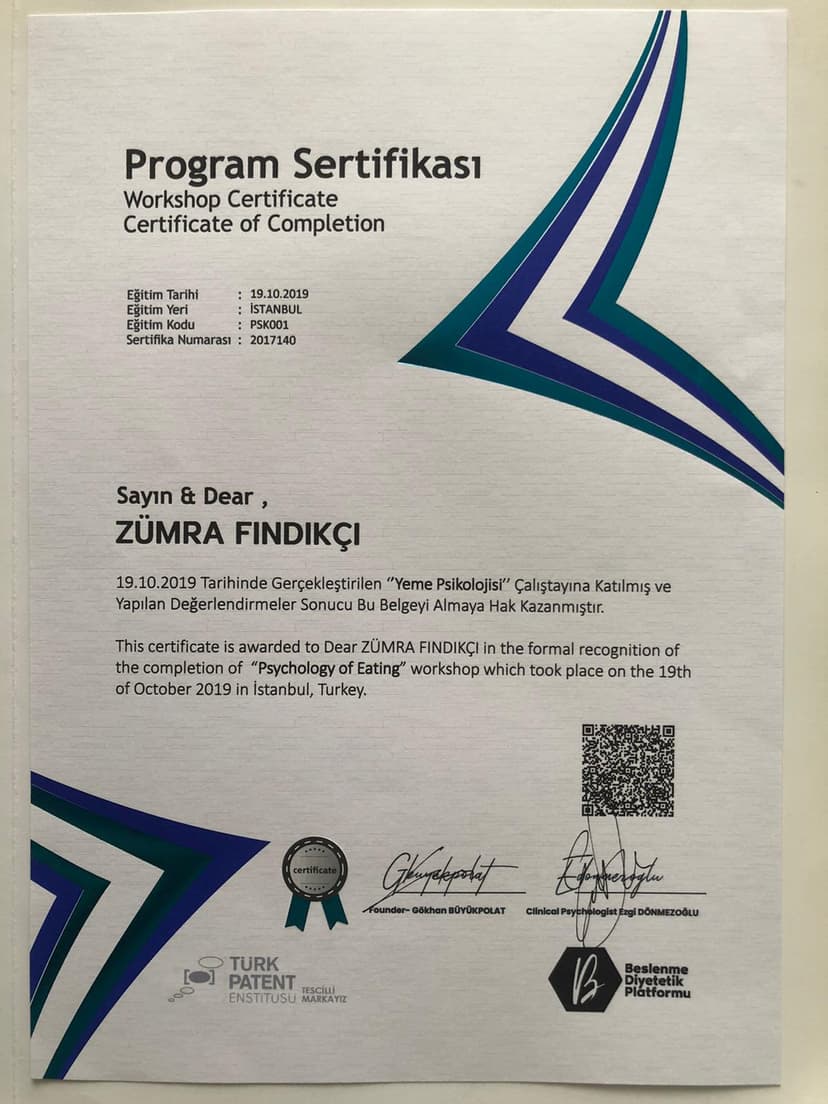 Program Sertifikası
Workshop Certificate
Certificate of Completion
Eğitim Tarihi : 19.10.2019
Eğitim Yeri : İSTANBUL
Eğitim Kodu : PSK001
Sertifika Numarası : 2017140
Sayın & Dear ,
ZÜMRA FINDIKÇI
19.10.2019 Tarihinde Gerçekleştirilen ‘‘Yeme Psikolojisi’’ Çalıştayına Katılmış ve
Yapılan Değerlendirmeler Sonucu Bu Belgeyi Almaya Hak Kazanmıştır.
This certificate is awarded to Dear ZÜMRA FINDIKÇI in the formal recognition of
the completion of “Psychology of Eating” workshop which took place on the 19th
of October 2019 in İstanbul, Turkey.
certificate
Gbüyükpolat
Edönmezoğlu
Founder- Gökhan BÜYÜKPOLAT
Clinical Psychologist Ezgi DÖNMEZOĞLU
TÜRK
PATENT
ENSTİTUSU
TESCİLLİ
MARKAYIZ
B
Beslenme
Diyetetik
Platformu